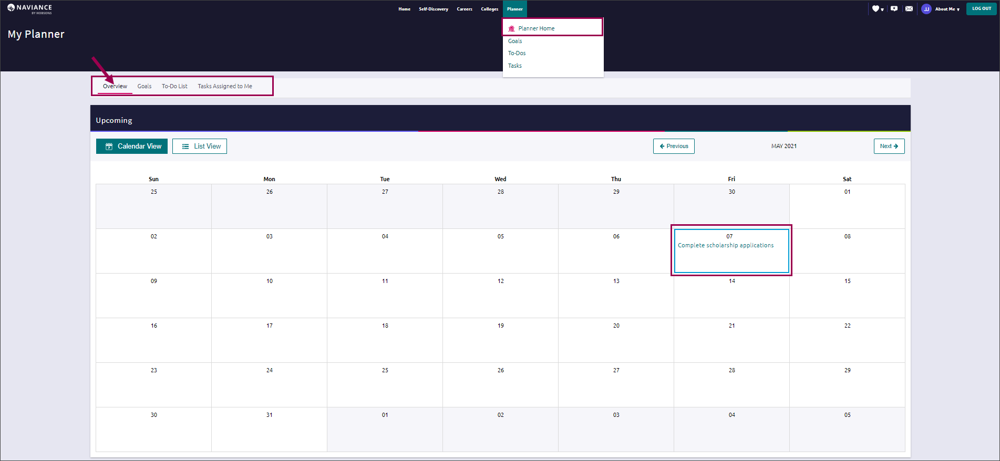 NAVIANCE
BY HOBSONS
Home Self-Discovery Careers Colleges Planner
JJ About Me LOG OUT
My Planner
Planner Home
Goals
To-Dos
Tasks
Overview Goals To-Do List Tasks Assigned to Me
Upcoming
7 Calendar View List View Previous MAY 2021 Next
Sun Mon Tue Wed Thu Fri Sat
25 26 27 28 29 30 01
02 03 04 05 06 07 08
Complete scholarship applications
09 10 11 12 13 14 15
16 17 18 19 20 21 22
23 24 25 26 27 28 29
30 31 01 02 03 04 05